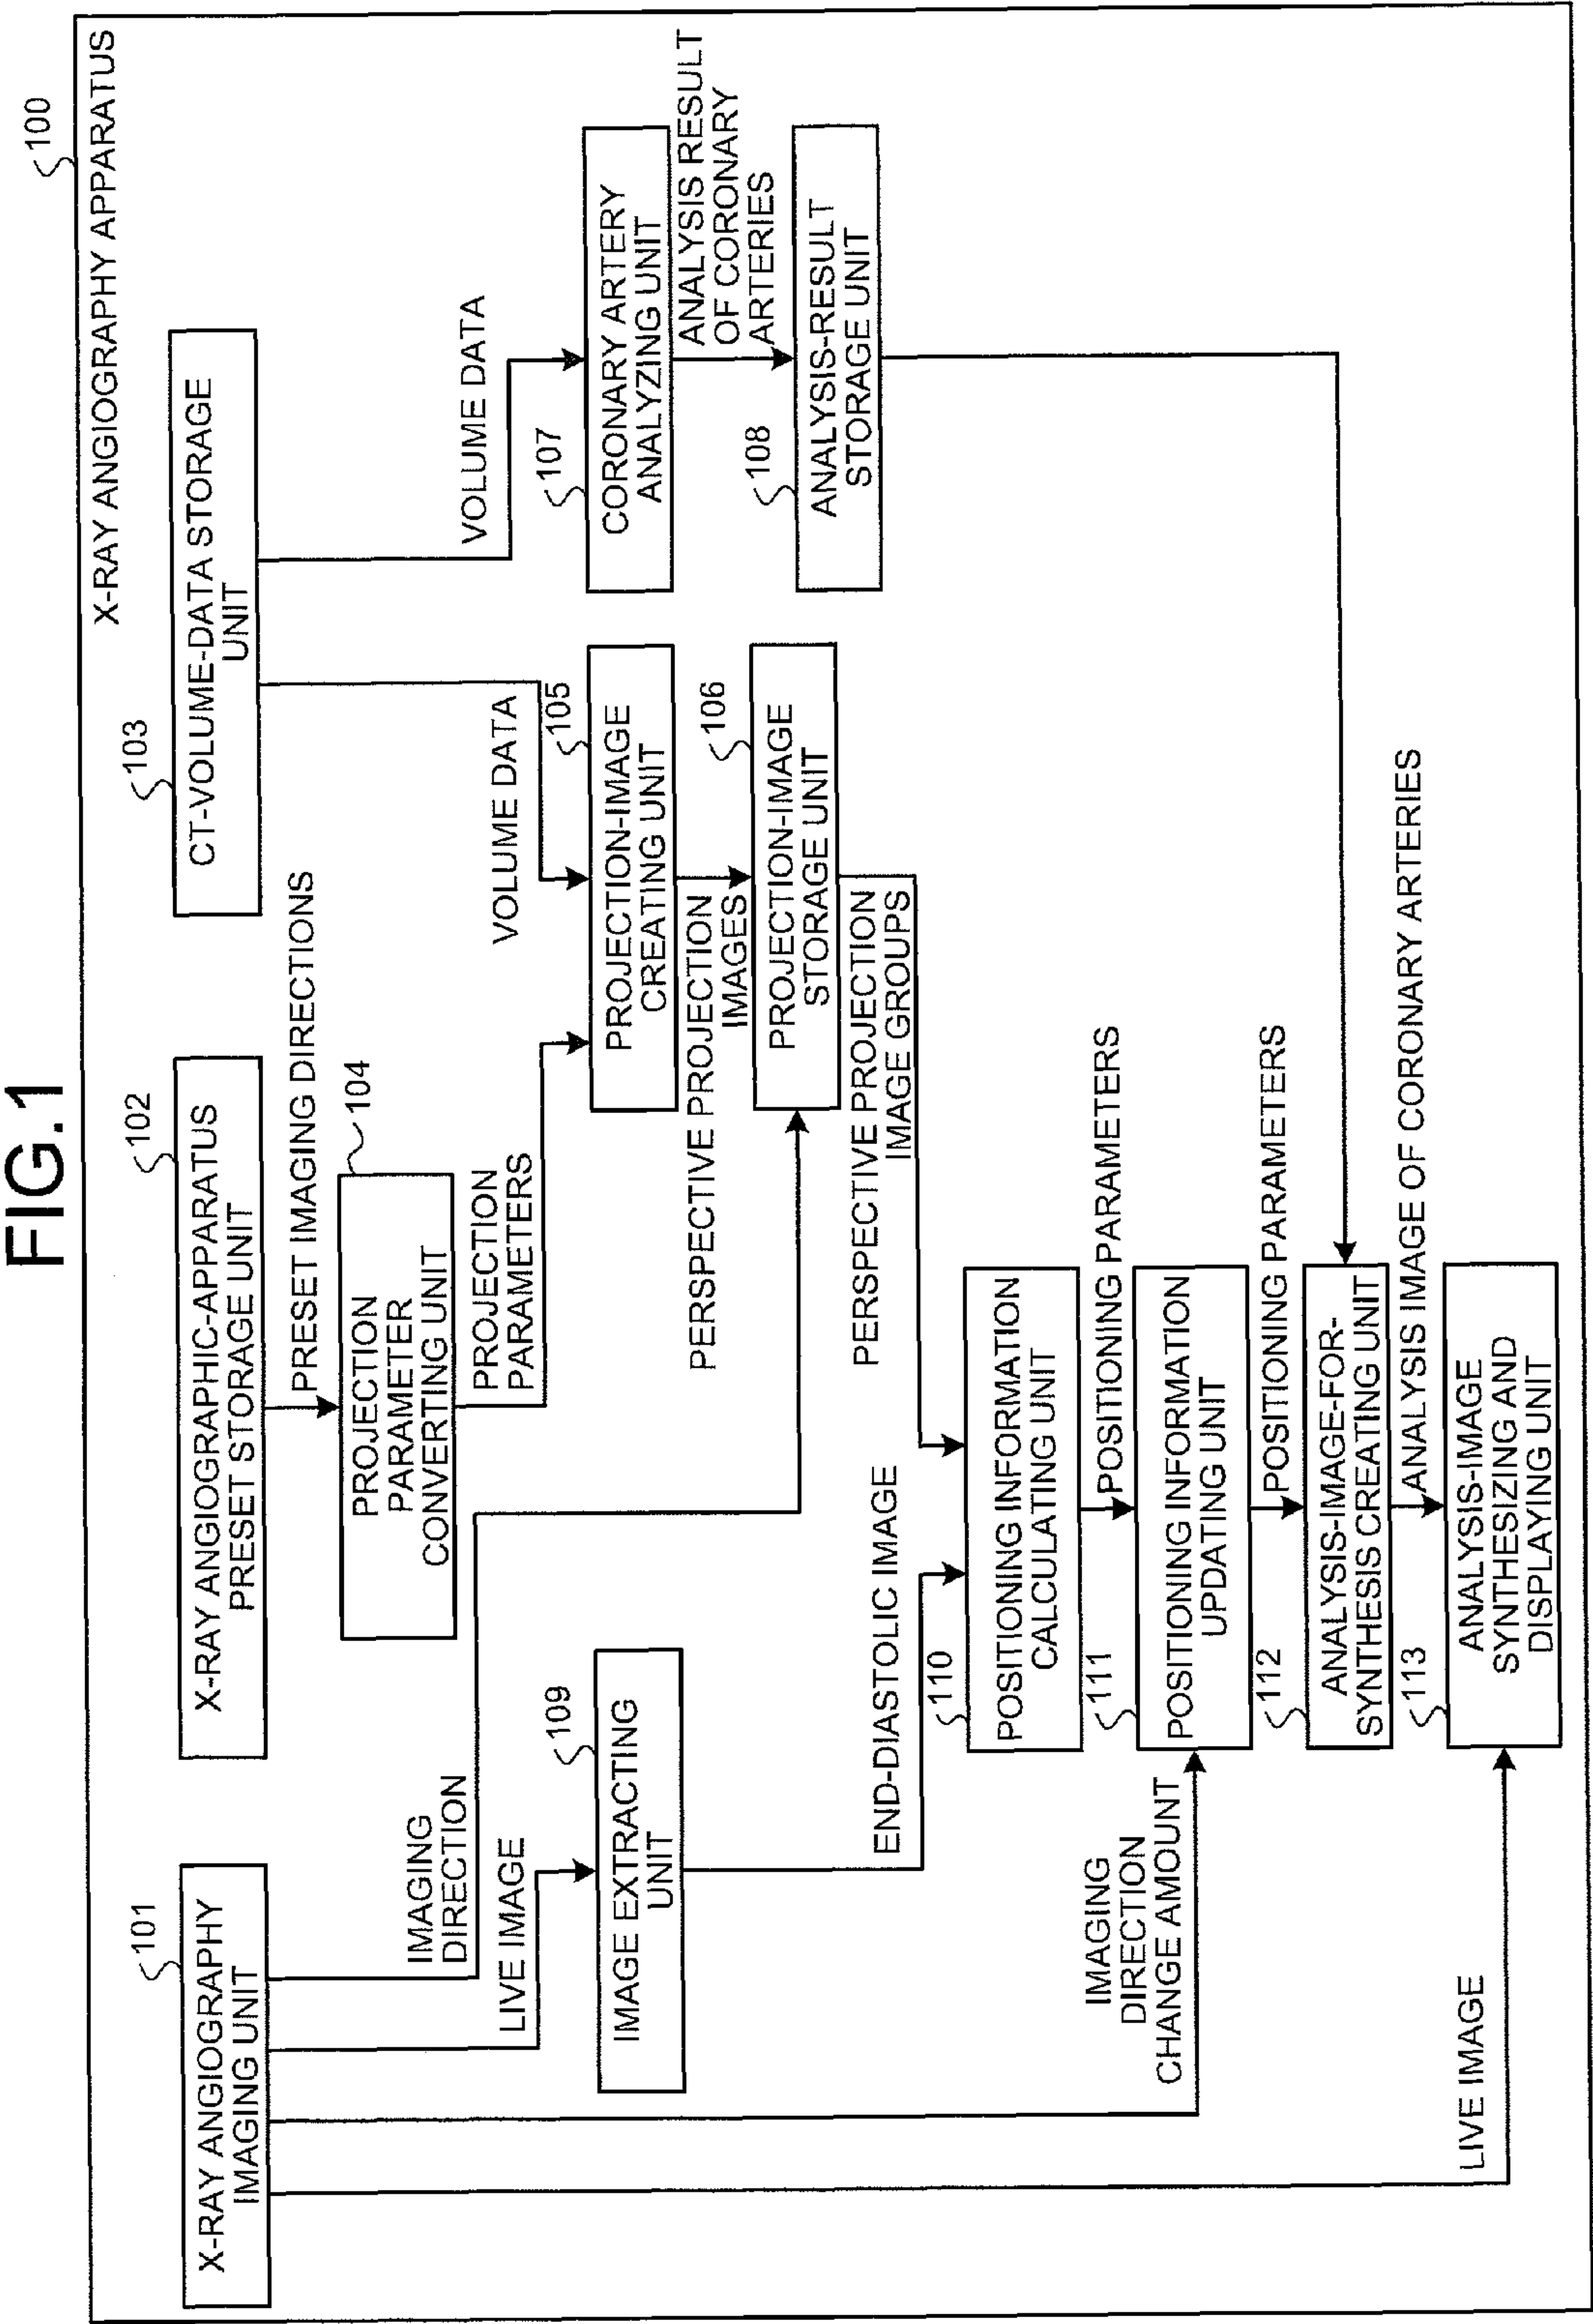 FIG.1
100
X-RAY ANGIOGRAPHY APPARATUS
101
X-RAY ANGIOGRAPHY
IMAGING UNIT
102
X-RAY ANGIOGRAPHIC-APPARATUS
PRESET STORAGE UNIT
103
CT-VOLUME-DATA STORAGE
UNIT
PRESET IMAGING DIRECTIONS
104
PROJECTION
PARAMETER
CONVERTING UNIT
IMAGING
DIRECTION
LIVE IMAGE
PROJECTION
PARAMETERS
VOLUME DATA
VOLUME DATA
109
IMAGE EXTRACTING
UNIT
105
PROJECTION-IMAGE
CREATING UNIT
107
CORONARY ARTERY
ANALYZING UNIT
PERSPECTIVE PROJECTION
IMAGES
ANALYSIS RESULT
OF CORONARY
ARTERIES
106
PROJECTION-IMAGE
STORAGE UNIT
108
ANALYSIS-RESULT
STORAGE UNIT
END-DIASTOLIC IMAGE
PERSPECTIVE PROJECTION
IMAGE GROUPS
110
POSITIONING INFORMATION
CALCULATING UNIT
POSITIONING PARAMETERS
IMAGING
DIRECTION
CHANGE AMOUNT
111
POSITIONING INFORMATION
UPDATING UNIT
POSITIONING PARAMETERS
112
ANALYSIS-IMAGE-FOR-
SYNTHESIS CREATING UNIT
ANALYSIS IMAGE OF CORONARY ARTERIES
LIVE IMAGE
113
ANALYSIS-IMAGE
SYNTHESIZING AND
DISPLAYING UNIT